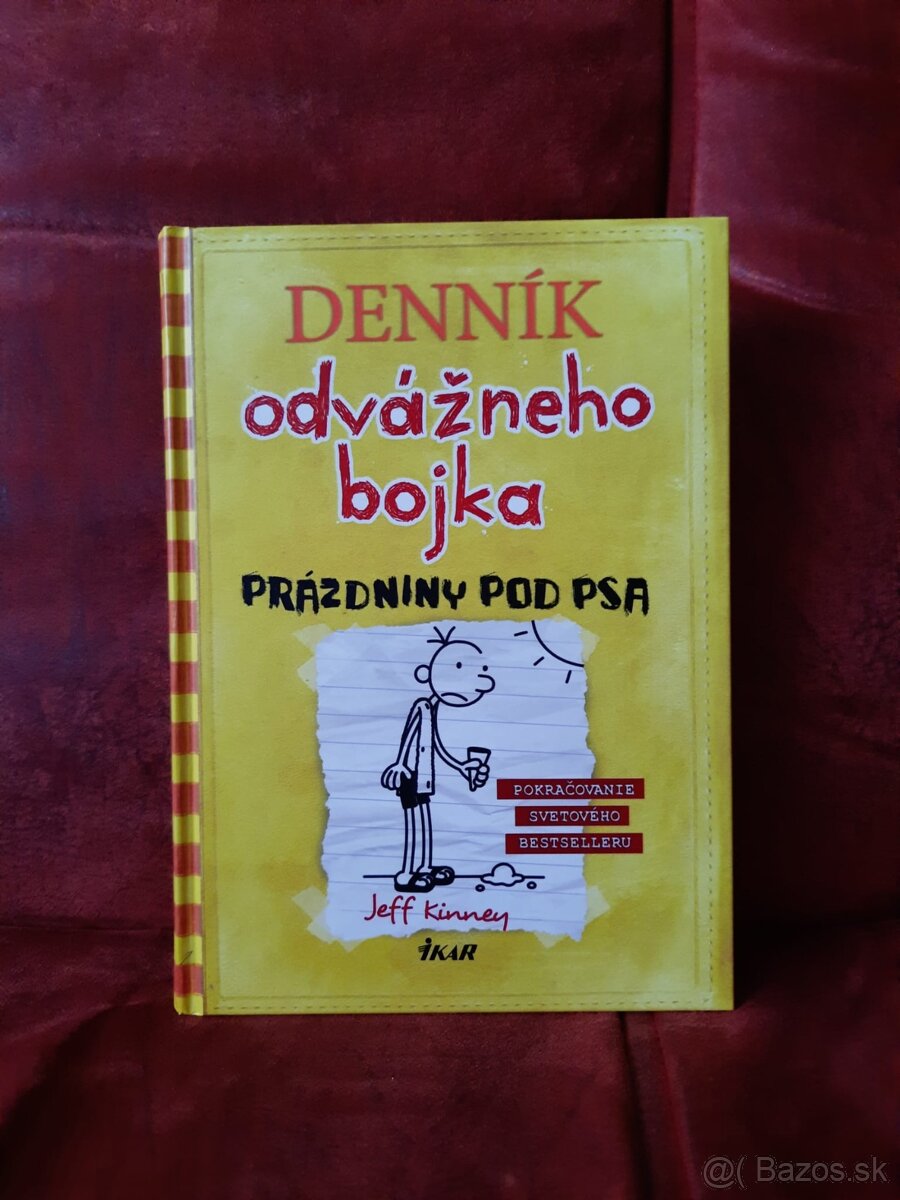 DENNÍK
odvážneho
bojka
PRÁZDNINY POD PSA
POKRAČOVANIE
SVETOVÉHO
BESTSELLERU
Jeff Kinney
IKAR
@( Bazos.sk